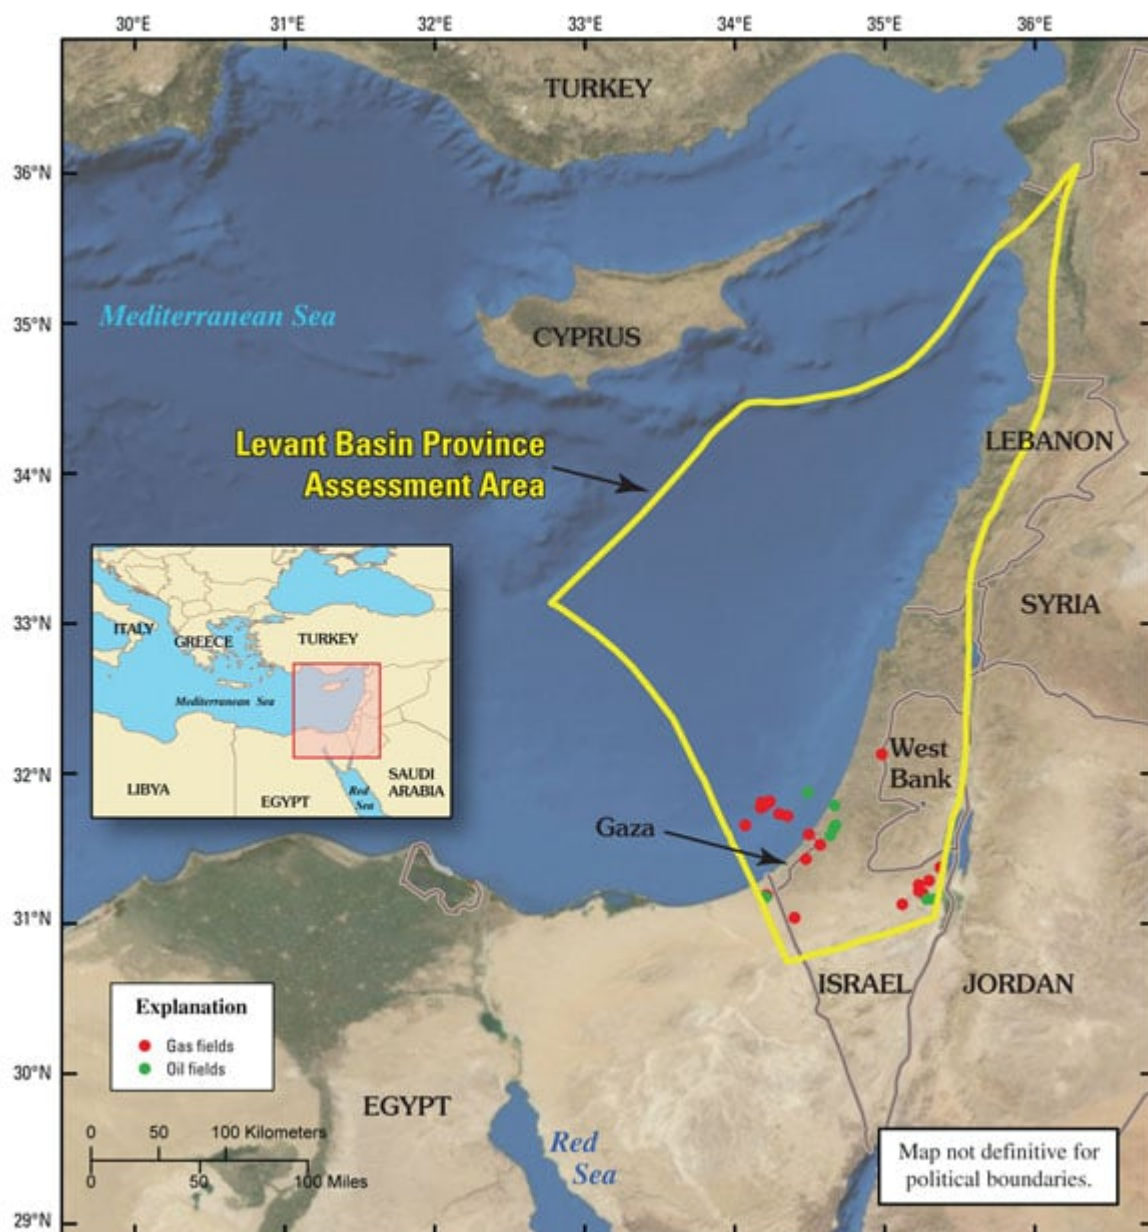 30°E
31°E
32°E
33°E
34°E
35°E
36°E
36°N
35°N
34°N
33°N
32°N
31°N
30°N
29°N
TURKEY
Mediterranean Sea
CYPRUS
Levant Basin Province
Assessment Area
LEBANON
SYRIA
West
Bank
Gaza
ISRAEL
JORDAN
EGYPT
Red
Sea
ITALY
GREECE
TURKEY
Mediterranean Sea
LIBYA
EGYPT
Red
Sea
SAUDI
ARABIA
Explanation
Gas fields
Oil fields
0 50 100 Kilometers
0 50 100 Miles
Map not definitive for
political boundaries.